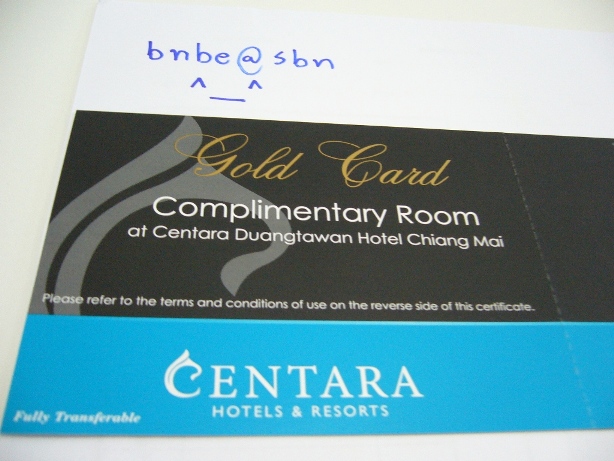 bnbe@sbn
^__^
Gold Card
Complimentary Room
at Centara Duangtawan Hotel Chiang Mai
Please refer to the terms and conditions of use on the reverse side of this certificate.
CENTARA
HOTELS & RESORTS
Fully Transferable